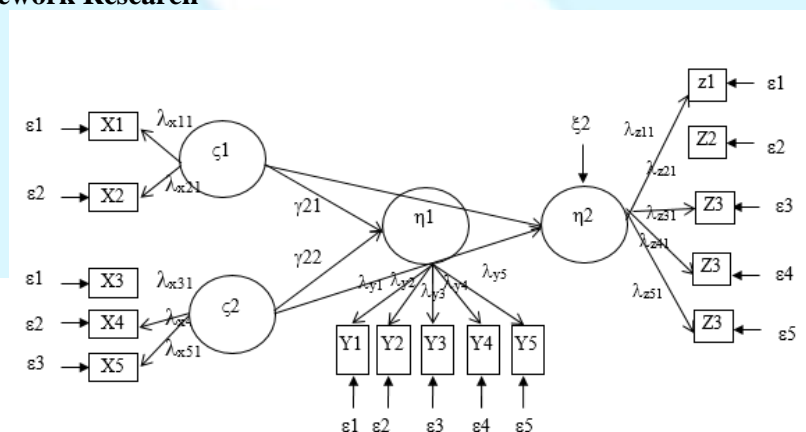 ework Research
z1 ε1
λz11
ξ2
ε1 X1 λx11
ς1
Z2 ε2
λz21
ε2 X2 λx21
γ21
η1
η2
λz31 Z3 ε3
λz41
γ22
Z3 ε4
ε1 X3 λx31
λy1 λy2 λy3 λy4 λy5
λz51
ς2
ε2 X4
Z3 ε5
ε3 X5 λx51
Y1 Y2 Y3 Y4 Y5
ε1 ε2 ε3 ε4 ε5